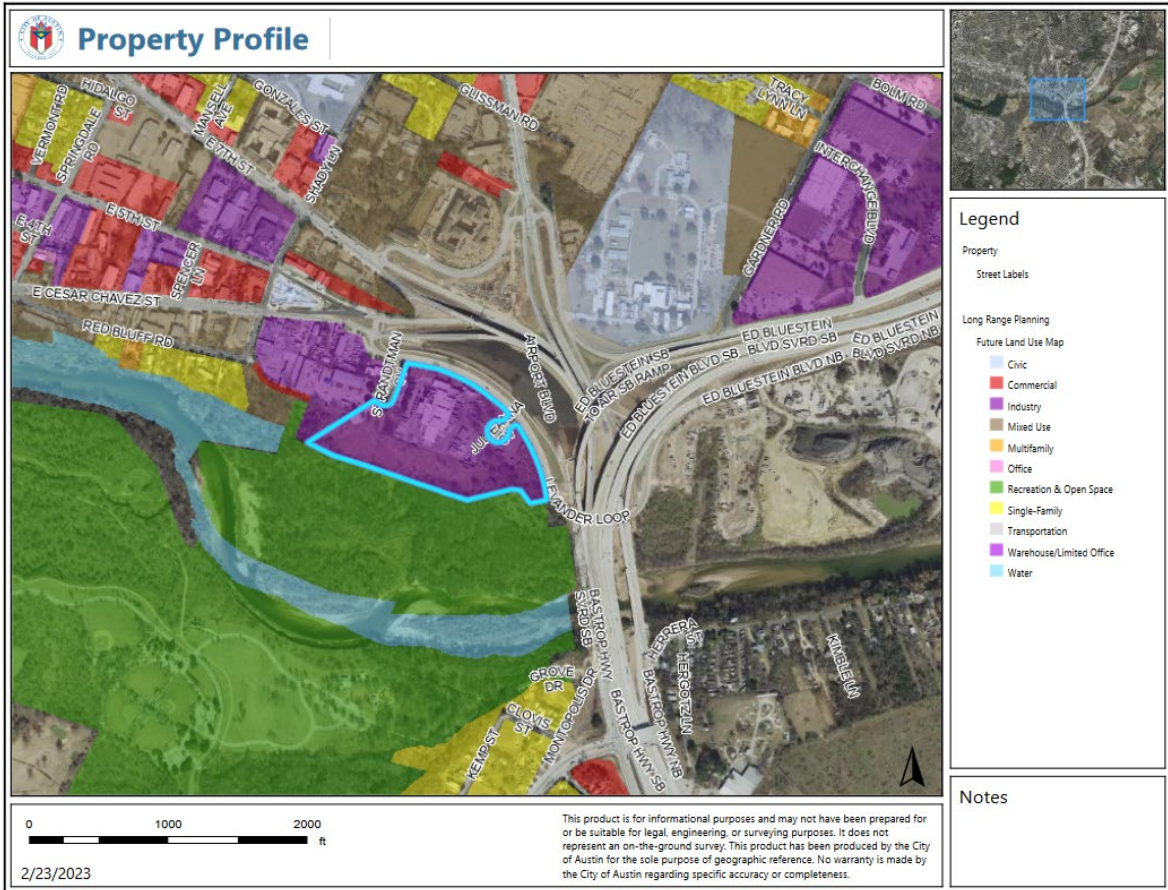 Property Profile
HIDALGO
ST
MANSELL
AVE
GONZALES ST
GLISSMAN RD
TRACY
LYNN LN
BOLM RD
VERMONT RD
SPRINGDALE
RD
E 7TH ST
SHADY LN
INTERCHANGE BLVD
E 4TH
ST
E 5TH ST
SPENCER
LN
GARDNER RD
E CESAR CHAVEZ ST
RED BLUFF RD
AIRPORT BLVD
ED BLUESTEIN SB
TO AIR SB RAMP
ED BLUESTEIN
BLVD SVRD SB
ED BLUESTEIN BLVD SB
ED BLUESTEIN
BLVD SVRD NB
ED BLUESTEIN BLVD NB
LEVANDER LOOP
BASTROP HWY
SVRD SB
KIMBLE LN
HERGOTZ LN
GROVE
DR
CLOVIS
ST
KEMP ST
MONTOPOLIS DR
BASTROP HWY SB
BASTROP HWY NB
Legend
Property
Street Labels
Long Range Planning
Future Land Use Map
Civic
Commercial
Industry
Mixed Use
Multifamily
Office
Recreation & Open Space
Single-Family
Transportation
Warehouse/Limited Office
Water
Notes
0 1000 2000
ft
2/23/2023
This product is for informational purposes and may not have been prepared for
or be suitable for legal, engineering, or surveying purposes. It does not
represent an on-the-ground survey. This product has been produced by the City
of Austin for the sole purpose of geographic reference. No warranty is made by
the City of Austin regarding specific accuracy or completeness.